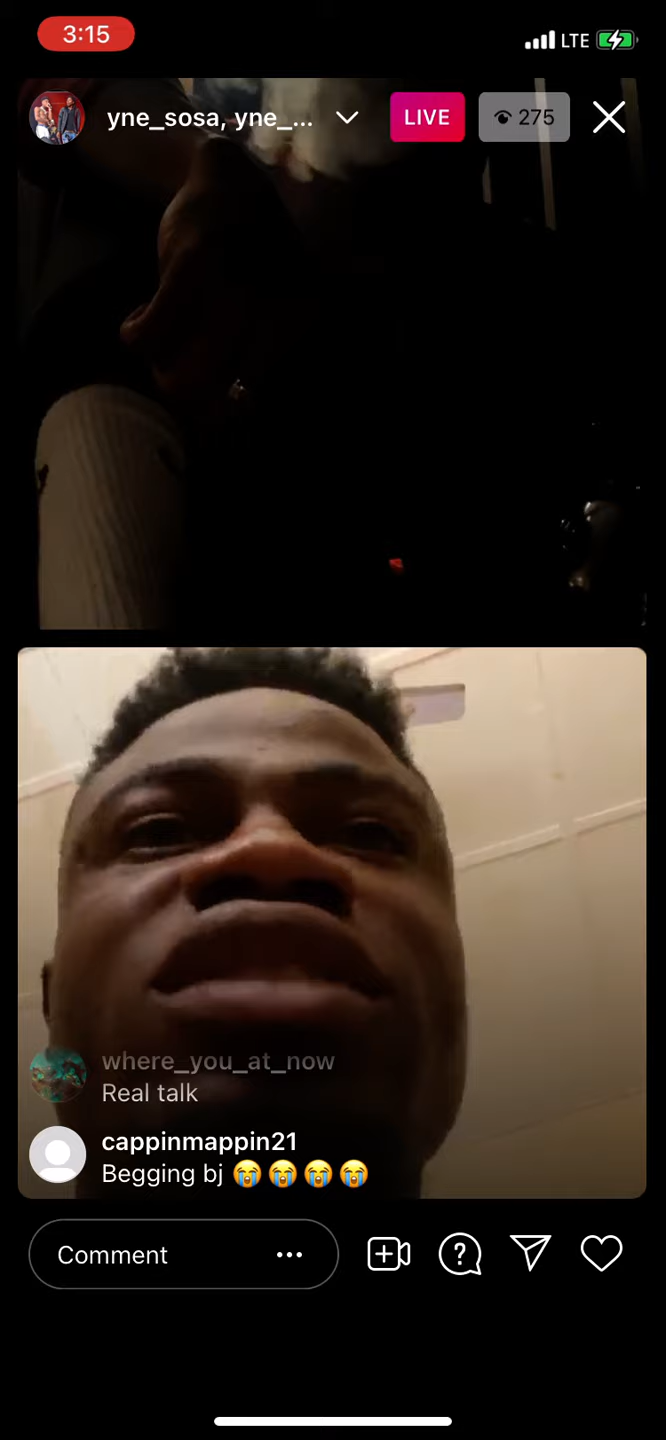 3:15
LTE
yne_sosa, yne_...
LIVE
275
where_you_at_now
Real talk
cappinmappin21
Begging bj 😭😭😭😭
Comment